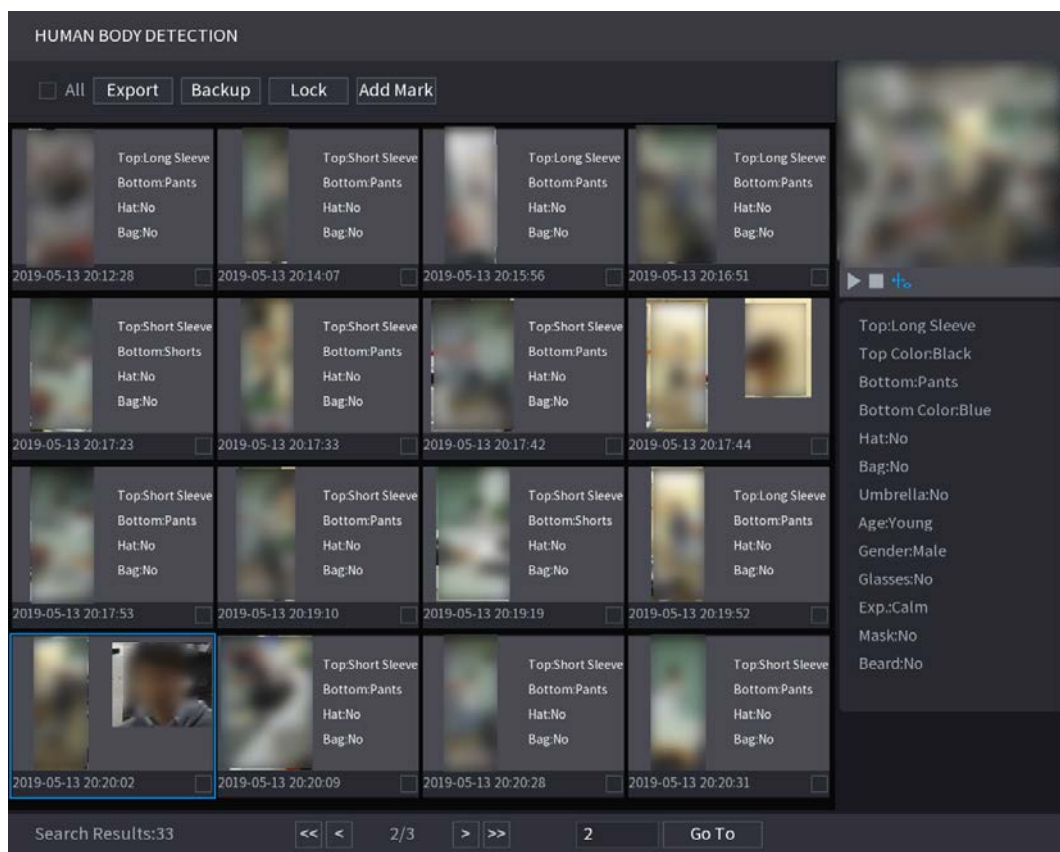 HUMAN BODY DETECTION
All Export Backup Lock Add Mark
Top:Long Sleeve
Bottom:Pants
Hat:No
Bag:No
2019-05-13 20:12:28
Top:Short Sleeve
Bottom:Pants
Hat:No
Bag:No
2019-05-13 20:14:07
Top:Long Sleeve
Bottom:Pants
Hat:No
Bag:No
2019-05-13 20:15:56
Top:Long Sleeve
Bottom:Pants
Hat:No
Bag:No
2019-05-13 20:16:51
Top:Short Sleeve
Bottom:Shorts
Hat:No
Bag:No
2019-05-13 20:17:23
Top:Short Sleeve
Bottom:Pants
Hat:No
Bag:No
2019-05-13 20:17:33
Top:Short Sleeve
Bottom:Pants
Hat:No
Bag:No
2019-05-13 20:17:42
2019-05-13 20:17:44
Top:Short Sleeve
Bottom:Pants
Hat:No
Bag:No
2019-05-13 20:17:53
Top:Short Sleeve
Bottom:Pants
Hat:No
Bag:No
2019-05-13 20:19:10
Top:Short Sleeve
Bottom:Shorts
Hat:No
Bag:No
2019-05-13 20:19:19
Top:Long Sleeve
Bottom:Pants
Hat:No
Bag:No
2019-05-13 20:19:52
2019-05-13 20:20:02
Top:Short Sleeve
Bottom:Pants
Hat:No
Bag:No
2019-05-13 20:20:09
Top:Short Sleeve
Bottom:Pants
Hat:No
Bag:No
2019-05-13 20:20:28
Top:Short Sleeve
Bottom:Pants
Hat:No
Bag:No
2019-05-13 20:20:31
Top:Long Sleeve
Top Color:Black
Bottom:Pants
Bottom Color:Blue
Hat:No
Bag:No
Umbrella:No
Age:Young
Gender:Male
Glasses:No
Exp.:Calm
Mask:No
Beard:No
Search Results:33 << < 2/3 > >> 2 Go To